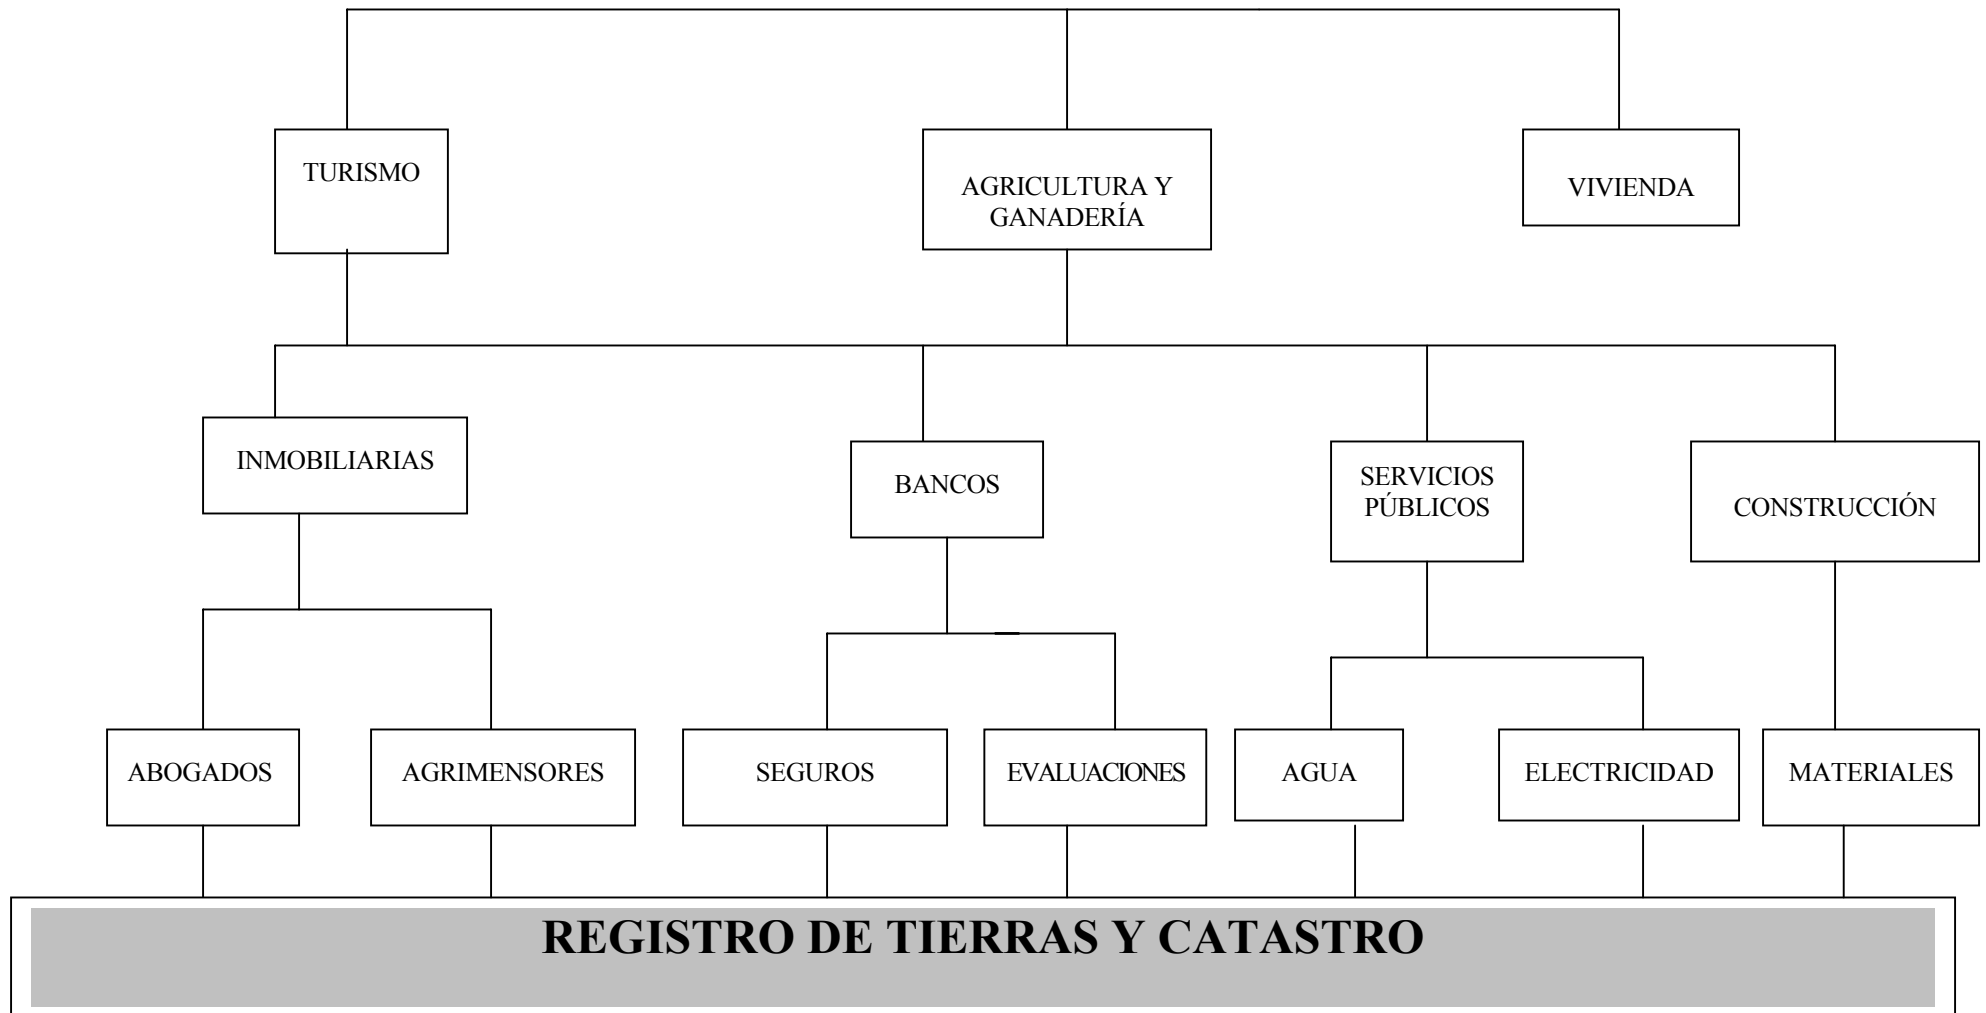 TURISMO
AGRICULTURA Y
GANADERÍA
VIVIENDA
INMOBILIARIAS
BANCOS
SERVICIOS
PÚBLICOS
CONSTRUCCIÓN
ABOGADOS
AGRIMENSORES
SEGUROS
EVALUACIONES
AGUA
ELECTRICIDAD
MATERIALES
REGISTRO DE TIERRAS Y CATASTRO